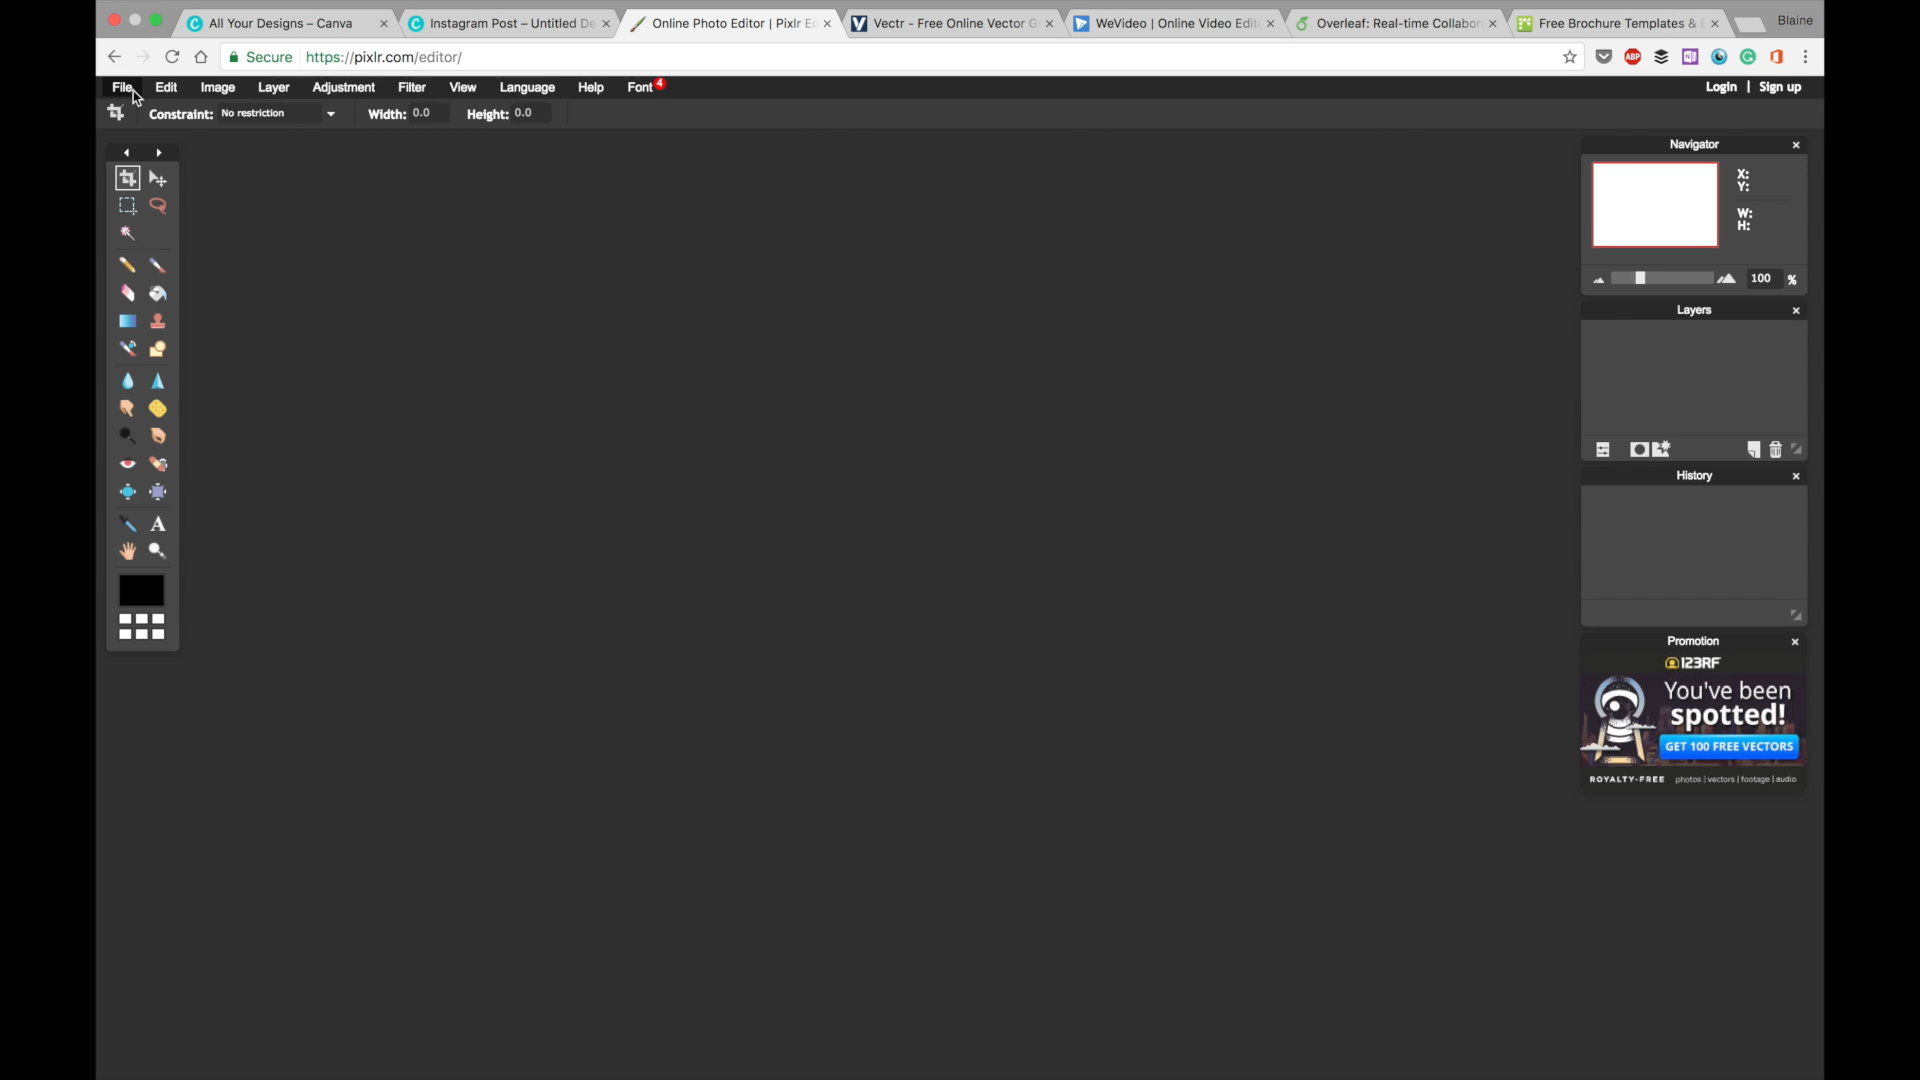 All Your Designs – Canva
Instagram Post – Untitled De
Online Photo Editor | Pixlr Ed
Vectr - Free Online Vector G
WeVideo | Online Video Edit
Overleaf: Real-time Collabor
Free Brochure Templates & E
Blaine
Secure https://pixlr.com/editor/
ABP
File Edit Image Layer Adjustment Filter View Language Help Font 4 Login | Sign up
Constraint: No restriction Width: 0.0 Height: 0.0
Navigator
X:
Y:
W:
H:
100 %
Layers
A
History
Promotion
123RF
You've been
spotted!
GET 100 FREE VECTORS
ROYALTY-FREE photos | vectors | footage | audio